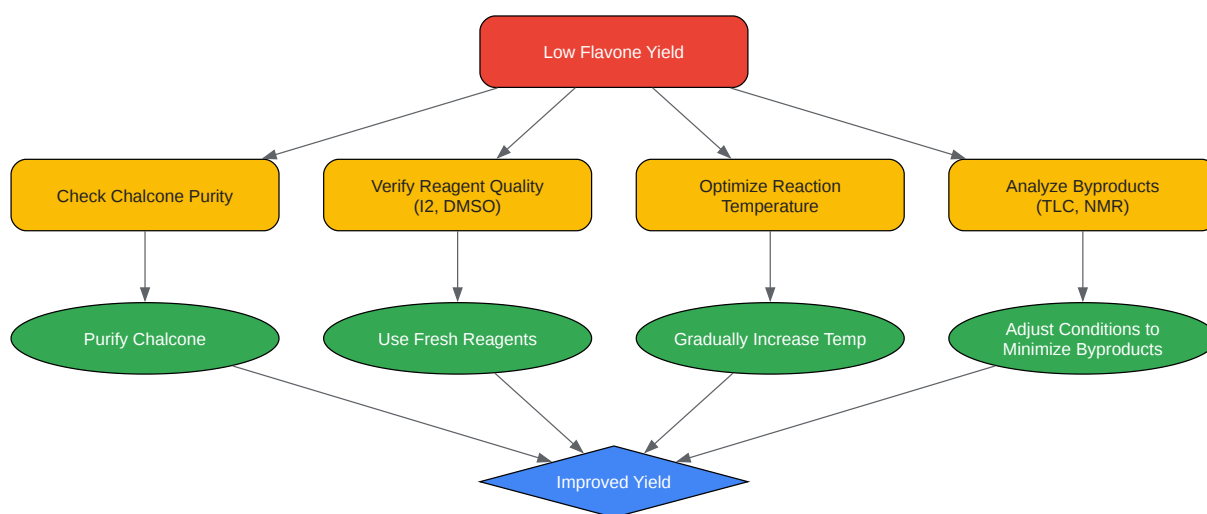 Low Flavone Yield
Check Chalcone Purity
Verify Reagent Quality
(I2, DMSO)
Optimize Reaction
Temperature
Analyze Byproducts
(TLC, NMR)
Purify Chalcone
Use Fresh Reagents
Gradually Increase Temp
Adjust Conditions to
Minimize Byproducts
Improved Yield